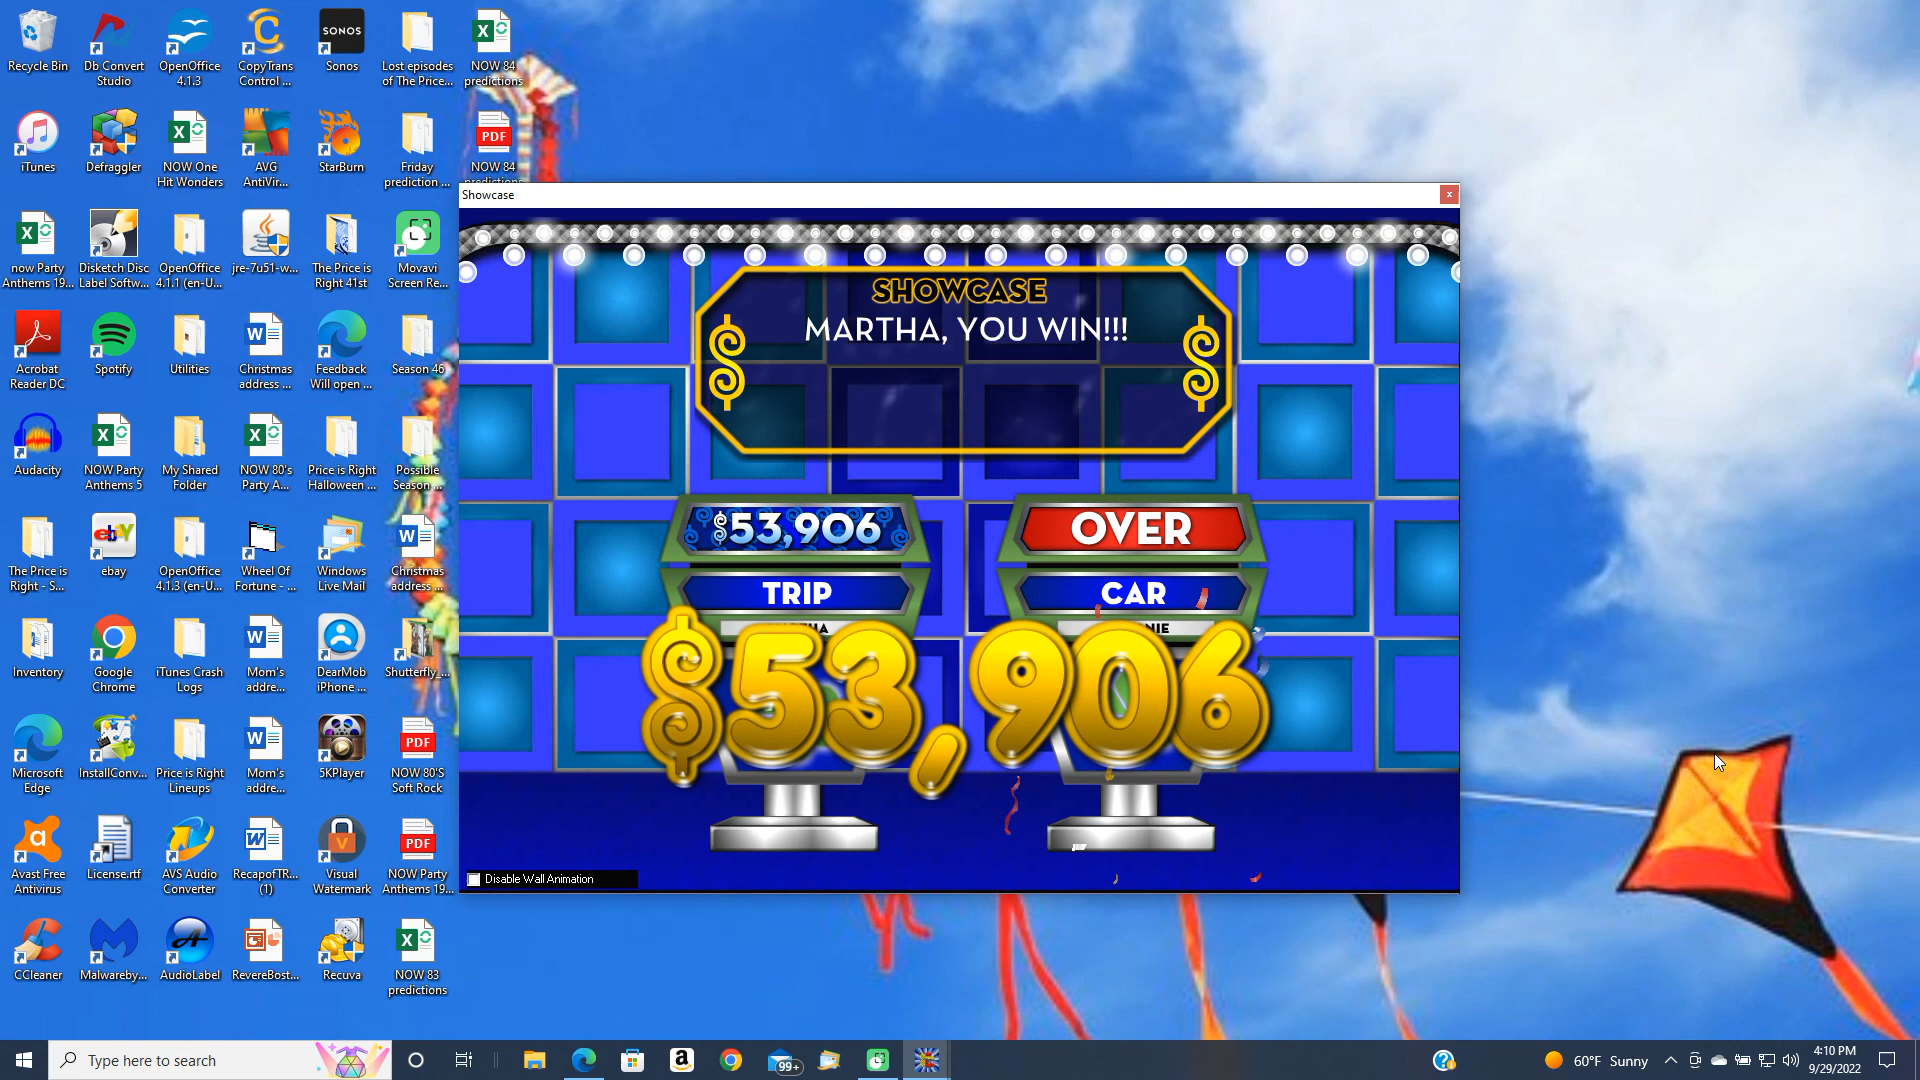 Recycle Bin
Db Convert
Studio
OpenOffice
4.1.3
CopyTrans
Control ...
SONOS
Sonos
Lost episodes
of The Price...
NOW 84
predictions
iTunes
Defraggler
NOW One
Hit Wonders
AVG
AntiVir...
StarBurn
Friday
prediction ...
PDF
NOW 84
predictions
now Party
Anthems 19...
Disketch Disc
Label Softw...
OpenOffice
4.1.1 (en-U...
jre-7u51-w...
The Price is
Right 41st
Movavi
Screen Re...
Acrobat
Reader DC
Spotify
Utilities
Christmas
address ...
Feedback
Will open ...
Season 46
Audacity
NOW Party
Anthems 5
My Shared
Folder
NOW 80's
Party A...
Price is Right
Halloween ...
Possible
Season ...
The Price is
Right - S...
ebay
OpenOffice
4.1.3 (en-U...
Wheel Of
Fortune - ...
Windows
Live Mail
Christmas
address ...
Inventory
Google
Chrome
iTunes Crash
Logs
Mom's
addre...
DearMob
iPhone ...
Shutterfly_...
Microsoft
Edge
InstallConv...
Price is Right
Lineups
Mom's
addre...
5KPlayer
PDF
NOW 80'S
Soft Rock
Avast Free
Antivirus
License.rtf
AVS Audio
Converter
RecapofTR...
(1)
Visual
Watermark
PDF
NOW Party
Anthems 19...
CCleaner
Malwareby...
AudioLabel
RevereBost...
Recuva
NOW 83
predictions
Showcase
SHOWCASE
MARTHA, YOU WIN!!!
$53,906
OVER
TRIP
CAR
$53,906
Disable Wall Animation
Type here to search
99+
60°F Sunny
4:10 PM
9/29/2022